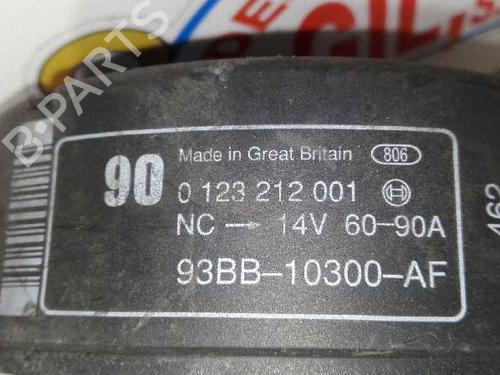 90
Made in Great Britain 806
0 123 212 001
NC → 14V 60-90A
93BB-10300-AF
462
B-PARTS